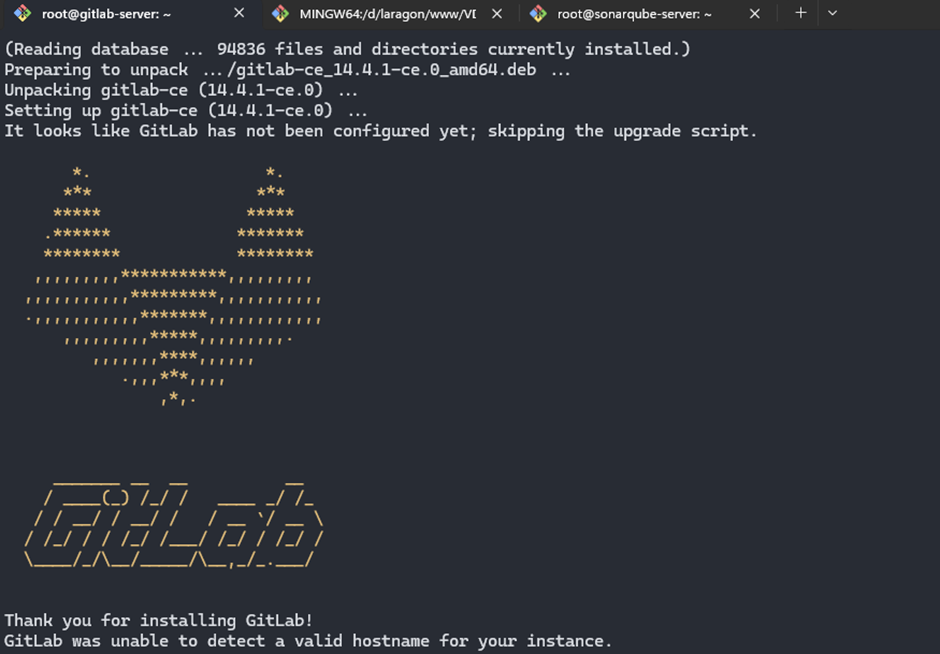 root@gitlab-server: ~
MINGW64:/d/laragon/www/VI
root@sonarqube-server: ~
(Reading database ... 94836 files and directories currently installed.)
Preparing to unpack .../gitlab-ce_14.4.1-ce.0_amd64.deb ...
Unpacking gitlab-ce (14.4.1-ce.0) ...
Setting up gitlab-ce (14.4.1-ce.0) ...
It looks like GitLab has not been configured yet; skipping the upgrade script.
GitLab
Thank you for installing GitLab!
GitLab was unable to detect a valid hostname for your instance.